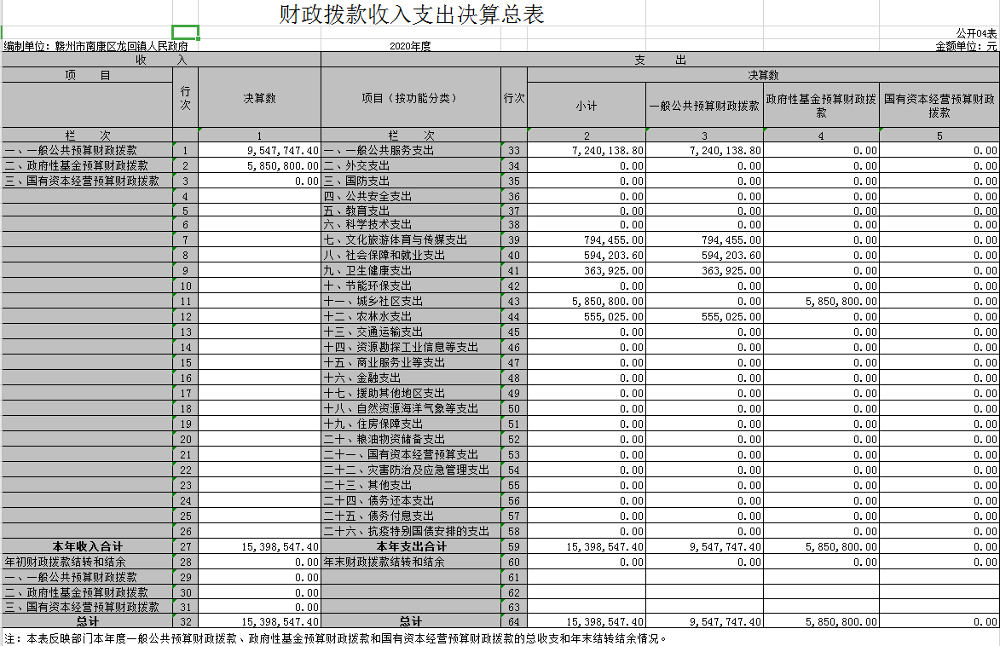 财政拨款收入支出决算总表
公开04表
编制单位：赣州市南康区龙回镇人民政府 2020年度 金额单位：元
收 入 支 出
项 目 行次 决算数 项目（按功能分类） 行次 决算数
小计 一般公共预算财政拨款 政府性基金预算财政拨款 国有资本经营预算财政拨款
栏 次 1 栏 次 2 3 4 5
一、一般公共预算财政拨款 1 9,547,747.40 一、一般公共服务支出 33 7,240,138.80 7,240,138.80 0.00 0.00
二、政府性基金预算财政拨款 2 5,850,800.00 二、外交支出 34 0.00 0.00 0.00 0.00
三、国有资本经营预算财政拨款 3 0.00 三、国防支出 35 0.00 0.00 0.00 0.00
4 四、公共安全支出 36 0.00 0.00 0.00 0.00
5 五、教育支出 37 0.00 0.00 0.00 0.00
6 六、科学技术支出 38 0.00 0.00 0.00 0.00
7 七、文化旅游体育与传媒支出 39 794,455.00 794,455.00 0.00 0.00
8 八、社会保障和就业支出 40 594,203.60 594,203.60 0.00 0.00
9 九、卫生健康支出 41 363,925.00 363,925.00 0.00 0.00
10 十、节能环保支出 42 0.00 0.00 0.00 0.00
11 十一、城乡社区支出 43 5,850,800.00 0.00 5,850,800.00 0.00
12 十二、农林水支出 44 555,025.00 555,025.00 0.00 0.00
13 十三、交通运输支出 45 0.00 0.00 0.00 0.00
14 十四、资源勘探工业信息等支出 46 0.00 0.00 0.00 0.00
15 十五、商业服务业等支出 47 0.00 0.00 0.00 0.00
16 十六、金融支出 48 0.00 0.00 0.00 0.00
17 十七、援助其他地区支出 49 0.00 0.00 0.00 0.00
18 十八、自然资源海洋气象等支出 50 0.00 0.00 0.00 0.00
19 十九、住房保障支出 51 0.00 0.00 0.00 0.00
20 二十、粮油物资储备支出 52 0.00 0.00 0.00 0.00
21 二十一、国有资本经营预算支出 53 0.00 0.00 0.00 0.00
22 二十二、灾害防治及应急管理支出 54 0.00 0.00 0.00 0.00
23 二十三、其他支出 55 0.00 0.00 0.00 0.00
24 二十四、债务还本支出 56 0.00 0.00 0.00 0.00
25 二十五、债务付息支出 57 0.00 0.00 0.00 0.00
26 二十六、抗疫特别国债安排的支出 58 0.00 0.00 0.00 0.00
本年收入合计 27 15,398,547.40 本年支出合计 59 15,398,547.40 9,547,747.40 5,850,800.00 0.00
年初财政拨款结转和结余 28 0.00 年末财政拨款结转和结余 60 0.00 0.00 0.00 0.00
一、一般公共预算财政拨款 29 0.00 61
二、政府性基金预算财政拨款 30 0.00 62
三、国有资本经营预算财政拨款 31 0.00 63
总计 32 15,398,547.40 总计 64 15,398,547.40 9,547,747.40 5,850,800.00 0.00
注：本表反映部门本年度一般公共预算财政拨款、政府性基金预算财政拨款和国有资本经营预算财政拨款的总收支和年末结转结余情况。